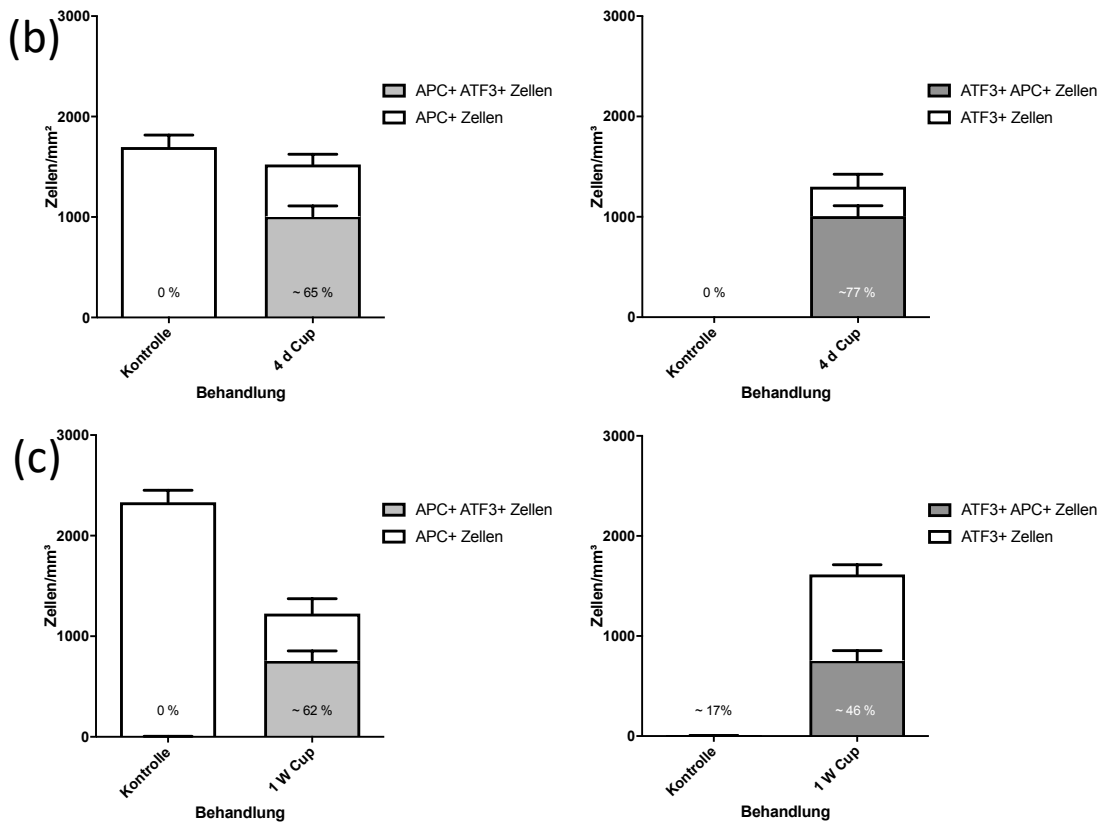 (b)
3000
2000
1000
0
Zellen/mm²
0 %
~ 65 %
Kontrolle
4 d Cup
Behandlung
APC+ ATF3+ Zellen
APC+ Zellen
3000
2000
1000
0
Zellen/mm³
0 %
~77 %
Kontrolle
4 d Cup
Behandlung
ATF3+ APC+ Zellen
ATF3+ Zellen
(c)
3000
2000
1000
0
Zellen/mm³
0 %
~ 62 %
Kontrolle
1 W Cup
Behandlung
APC+ ATF3+ Zellen
APC+ Zellen
3000
2000
1000
0
Zellen/mm³
~ 17%
~ 46 %
Kontrolle
1 W Cup
Behandlung
ATF3+ APC+ Zellen
ATF3+ Zellen